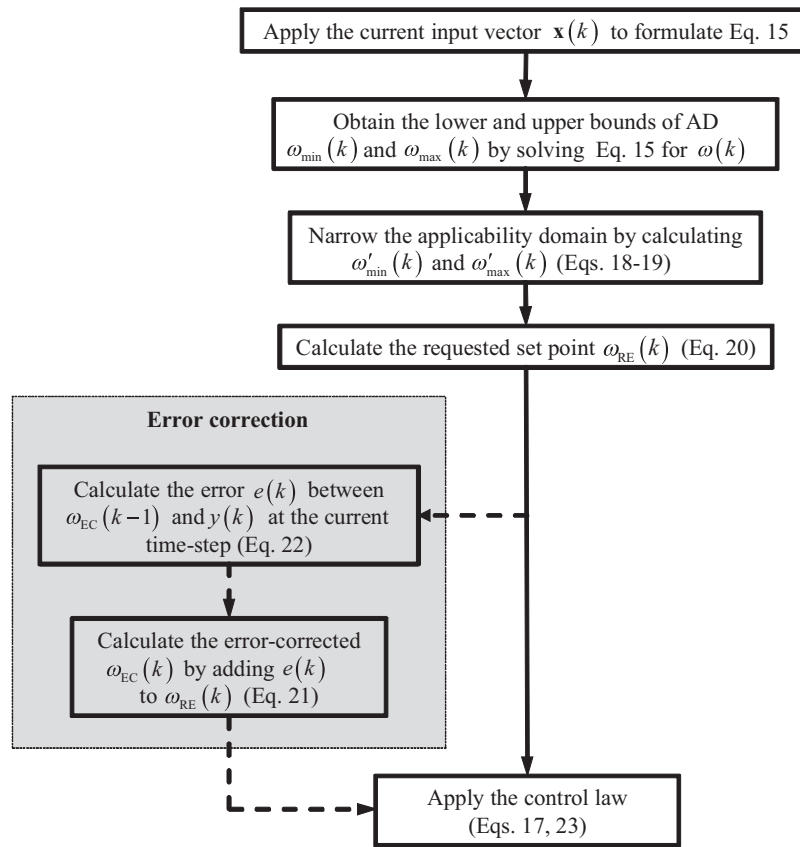 Apply the current input vector x(k) to formulate Eq. 15
Obtain the lower and upper bounds of AD
ω_min(k) and ω_max(k) by solving Eq. 15 for ω(k)
Narrow the applicability domain by calculating
ω′_min(k) and ω′_max(k) (Eqs. 18-19)
Calculate the requested set point ω_RE(k) (Eq. 20)
Error correction
Calculate the error e(k) between
ω_EC(k−1) and y(k) at the current
time-step (Eq. 22)
Calculate the error-corrected
ω_EC(k) by adding e(k)
to ω_RE(k) (Eq. 21)
Apply the control law
(Eqs. 17, 23)